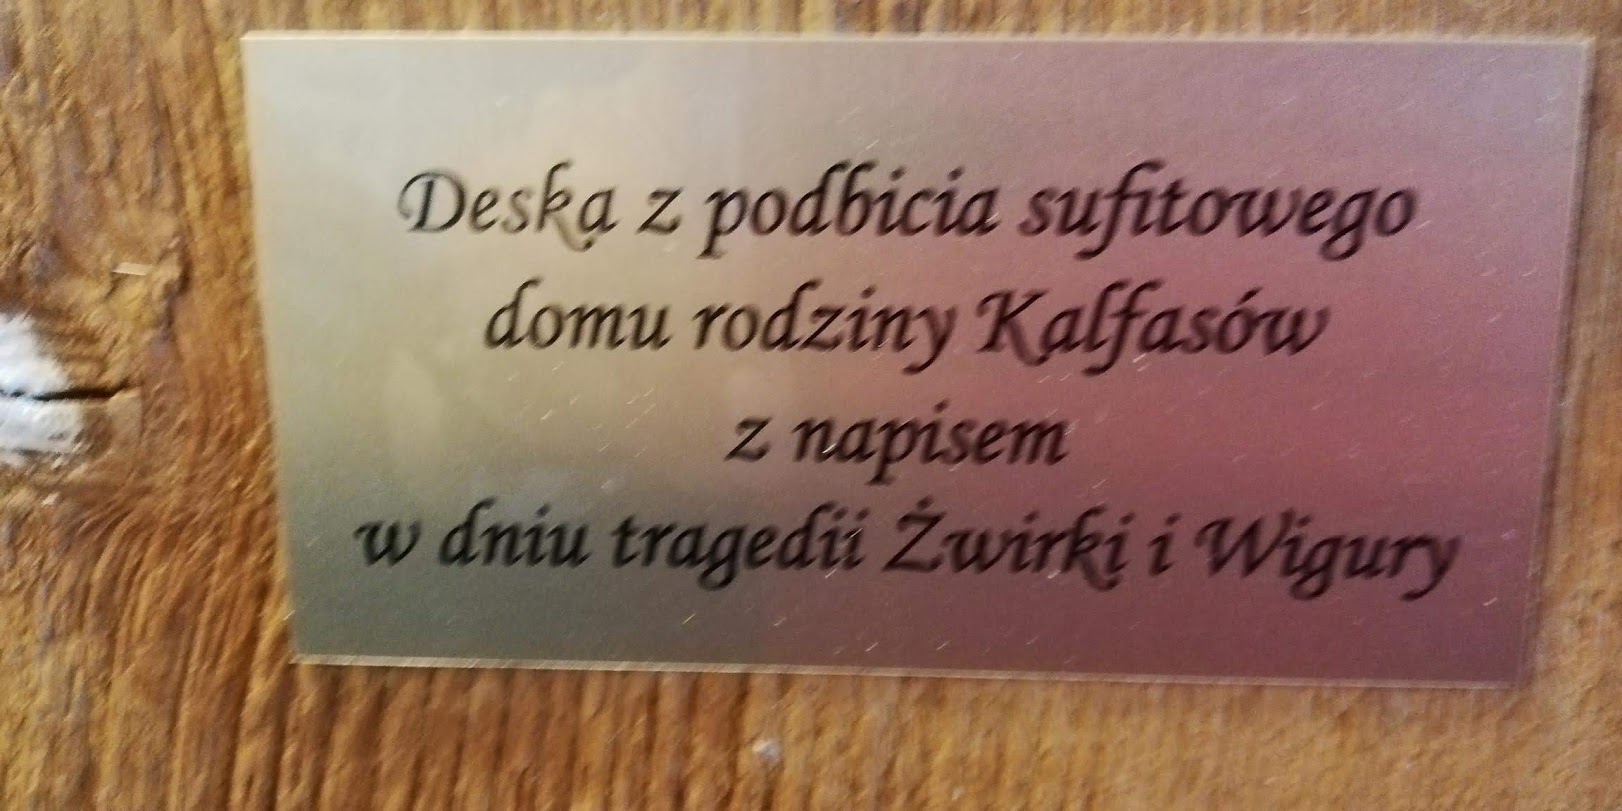 Deska z podbicia sufitowego
domu rodziny Kalfasów
z napisem
w dniu tragedii Żwirki i Wigury